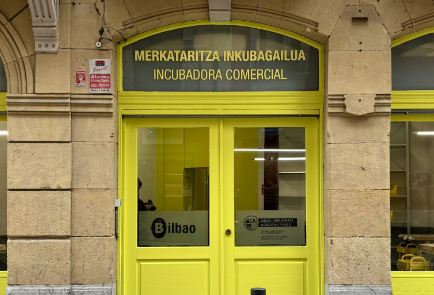 MERKATARITZA INKUBAGAILUA
INCUBADORA COMERCIAL
Bilbao